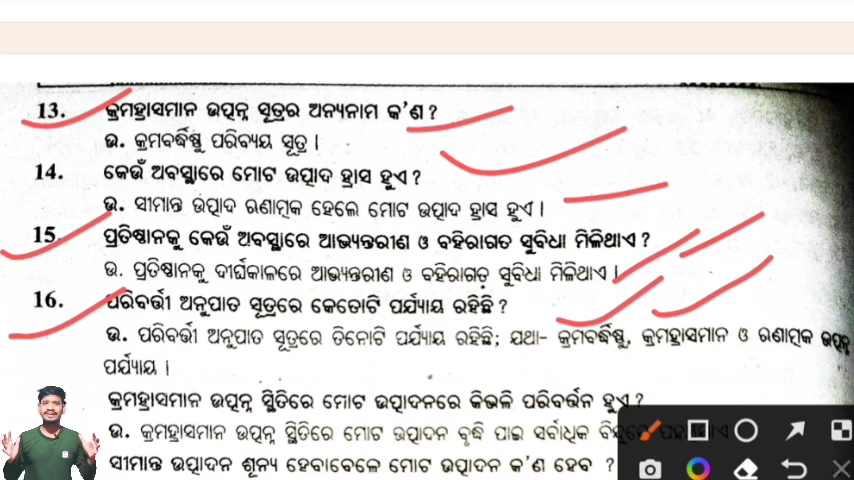 13. କ୍ରମହ୍ରାସମାନ ଉତ୍ପନ୍ନ ସୂତ୍ରର ଅନ୍ୟନାମ କ'ଣ ?
ଉ. କ୍ରମବର୍ଦ୍ଧିଷ୍ଣୁ ପରିବ୍ୟୟ ସୂତ୍ର ।
14. କେଉଁ ଅବସ୍ଥାରେ ମୋଟ ଉତ୍ପାଦ ହ୍ରାସ ହୁଏ ?
ଉ. ସୀମାନ୍ତ ଉତ୍ପାଦ ଋଣାତ୍ମକ ହେଲେ ମୋଟ ଉତ୍ପାଦ ହ୍ରାସ ହୁଏ ।
15. ପ୍ରତିଷ୍ଠାନକୁ କେଉଁ ଅବସ୍ଥାରେ ଆଭ୍ୟନ୍ତରୀଣ ଓ ବହିରାଗତ ସୁବିଧା ମିଳିଥାଏ ?
ଉ. ପ୍ରତିଷ୍ଠାନକୁ ଦୀର୍ଘକାଳରେ ଆଭ୍ୟନ୍ତରୀଣ ଓ ବହିରାଗତ ସୁବିଧା ମିଳିଥାଏ ।
16. ପରିବର୍ତ୍ତୀ ଅନୁପାତ ସୂତ୍ରରେ କେତୋଟି ପର୍ଯ୍ୟାୟ ରହିଛି ?
ଉ. ପରିବର୍ତ୍ତୀ ଅନୁପାତ ସୂତ୍ରରେ ତିନୋଟି ପର୍ଯ୍ୟାୟ ରହିଛି; ଯଥା- କ୍ରମବର୍ଦ୍ଧିଷ୍ଣୁ, କ୍ରମହ୍ରାସମାନ ଓ ଋଣାତ୍ମକ ଉତ୍ପନ୍ନ
ପର୍ଯ୍ୟାୟ ।
କ୍ରମହ୍ରାସମାନ ଉତ୍ପନ୍ନ ସ୍ଥିତିରେ ମୋଟ ଉତ୍ପାଦନରେ କିଭଳି ପରିବର୍ତ୍ତନ ହୁଏ ?
ଉ. କ୍ରମହ୍ରାସମାନ ଉତ୍ପନ୍ନ ସ୍ଥିତିରେ ମୋଟ ଉତ୍ପାଦନ ବୃଦ୍ଧି ପାଇ ସର୍ବାଧିକ ବିନ୍ଦୁରେ
ସୀମାନ୍ତ ଉତ୍ପାଦନ ଶୂନ୍ୟ ହେବାବେଳେ ମୋଟ ଉତ୍ପାଦନ କ'ଣ ହେବ ?